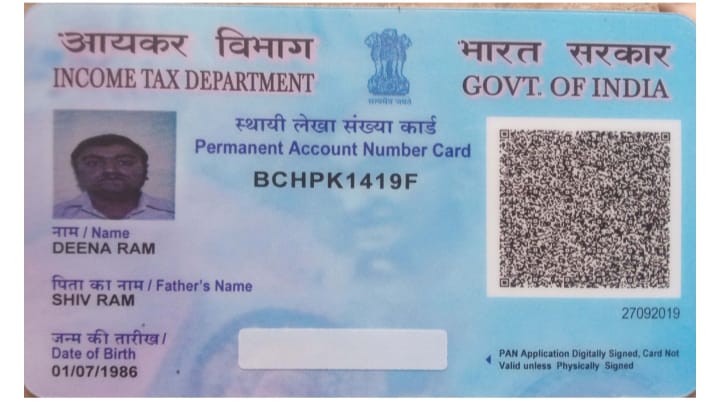 आयकर विभाग
INCOME TAX DEPARTMENT
सत्यमेव जयते
भारत सरकार
GOVT. OF INDIA
स्थायी लेखा संख्या कार्ड
Permanent Account Number Card
BCHPK1419F
नाम / Name
DEENA RAM
पिता का नाम / Father's Name
SHIV RAM
जन्म की तारीख /
Date of Birth
01/07/1986
27092019
PAN Application Digitally Signed, Card Not
Valid unless Physically Signed